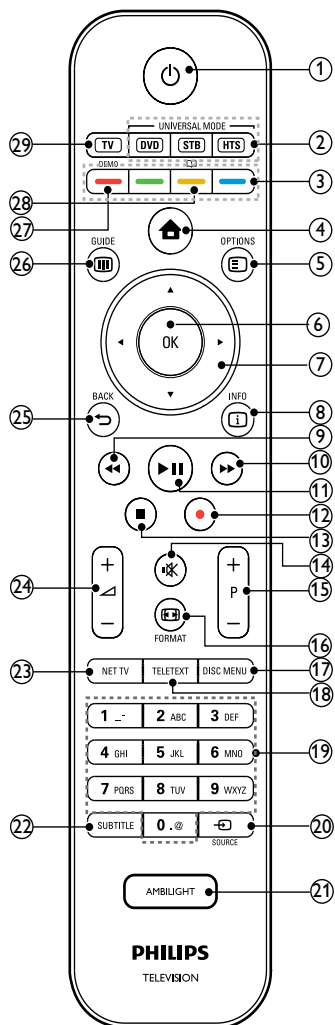 1
UNIVERSAL MODE
29 TV DVD STB HTS 2
DEMO
3
28
27
4
GUIDE OPTIONS
26 5
6
OK
7
BACK INFO
25 i 8
9
10
11
12
13
14
+ +
24 P 15
- -
16
FORMAT
23 NET TV TELETEXT DISC MENU 17
18
1 _- 2 ABC 3 DEF
4 GHI 5 JKL 6 MNO 19
7 PQRS 8 TUV 9 WXYZ
22 SUBTITLE 0 .@ 20
SOURCE
AMBILIGHT 21
PHILIPS
TELEVISION